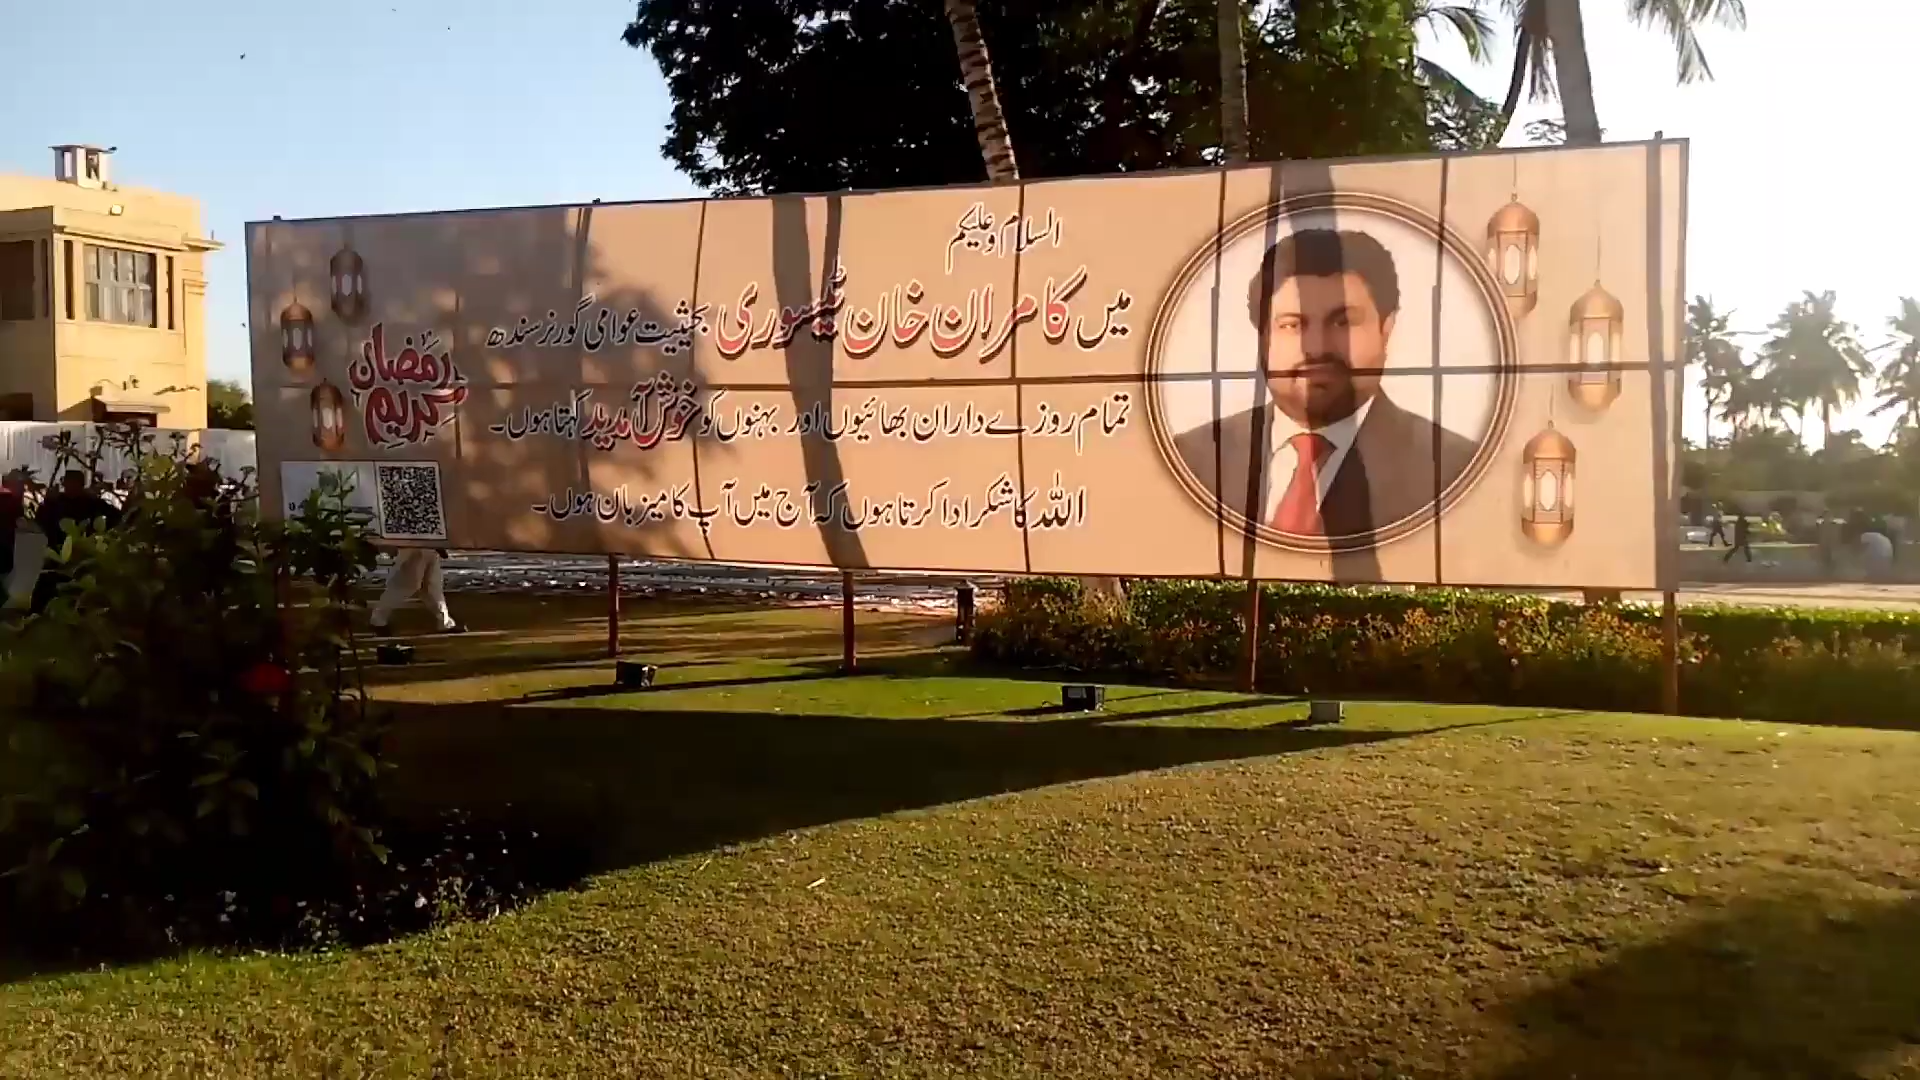 السلام وعلیکم
میں کامران خان ٹیسوری بحیثیت عوامی گورنر سندھ
تمام روزے داران بھائیوں اور بہنوں کو خوش آمدید کہتا ہوں۔
اللہ کا شکر ادا کرتا ہوں کہ آج میں آپ کا میزبان ہوں۔
رمضان
كريم